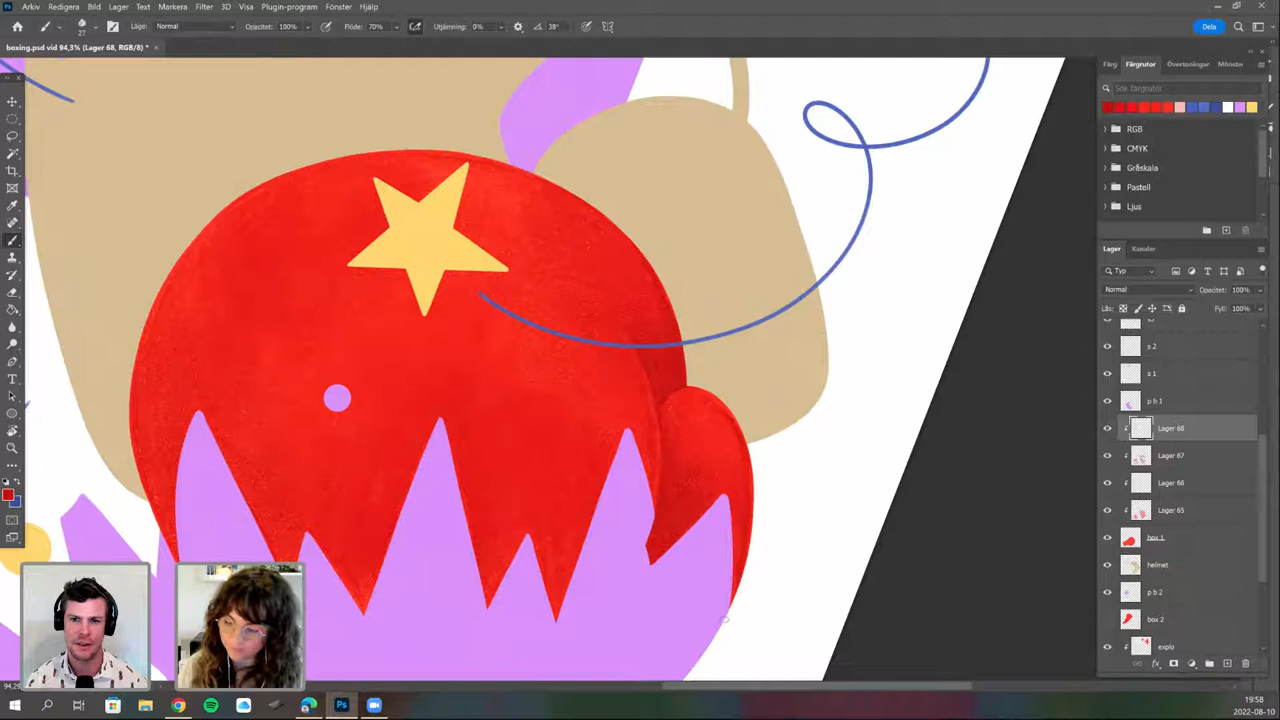 Arkiv Redigera Bild Lager Text Markera Filter 3D Visa Plugin-program Fönster Hjälp
27 Läge: Normal Opacitet: 100% Flöde: 70% Utjämning: 0% 38° Dela
boxing.psd vid 94,3% (Lager 68, RGB/8) *
Färg Färgrutor Övertoningar Mönster
Sök färgrutor
RGB
CMYK
Gråskala
Pastell
Ljus
Lager Kanaler
Typ
Normal Opacitet: 100%
Lås: Fyll: 100%
s 2
s 1
p b 1
Lager 68
Lager 67
Lager 66
Lager 65
box 1
helmet
p b 2
box 2
explo
19:58
2022-08-10